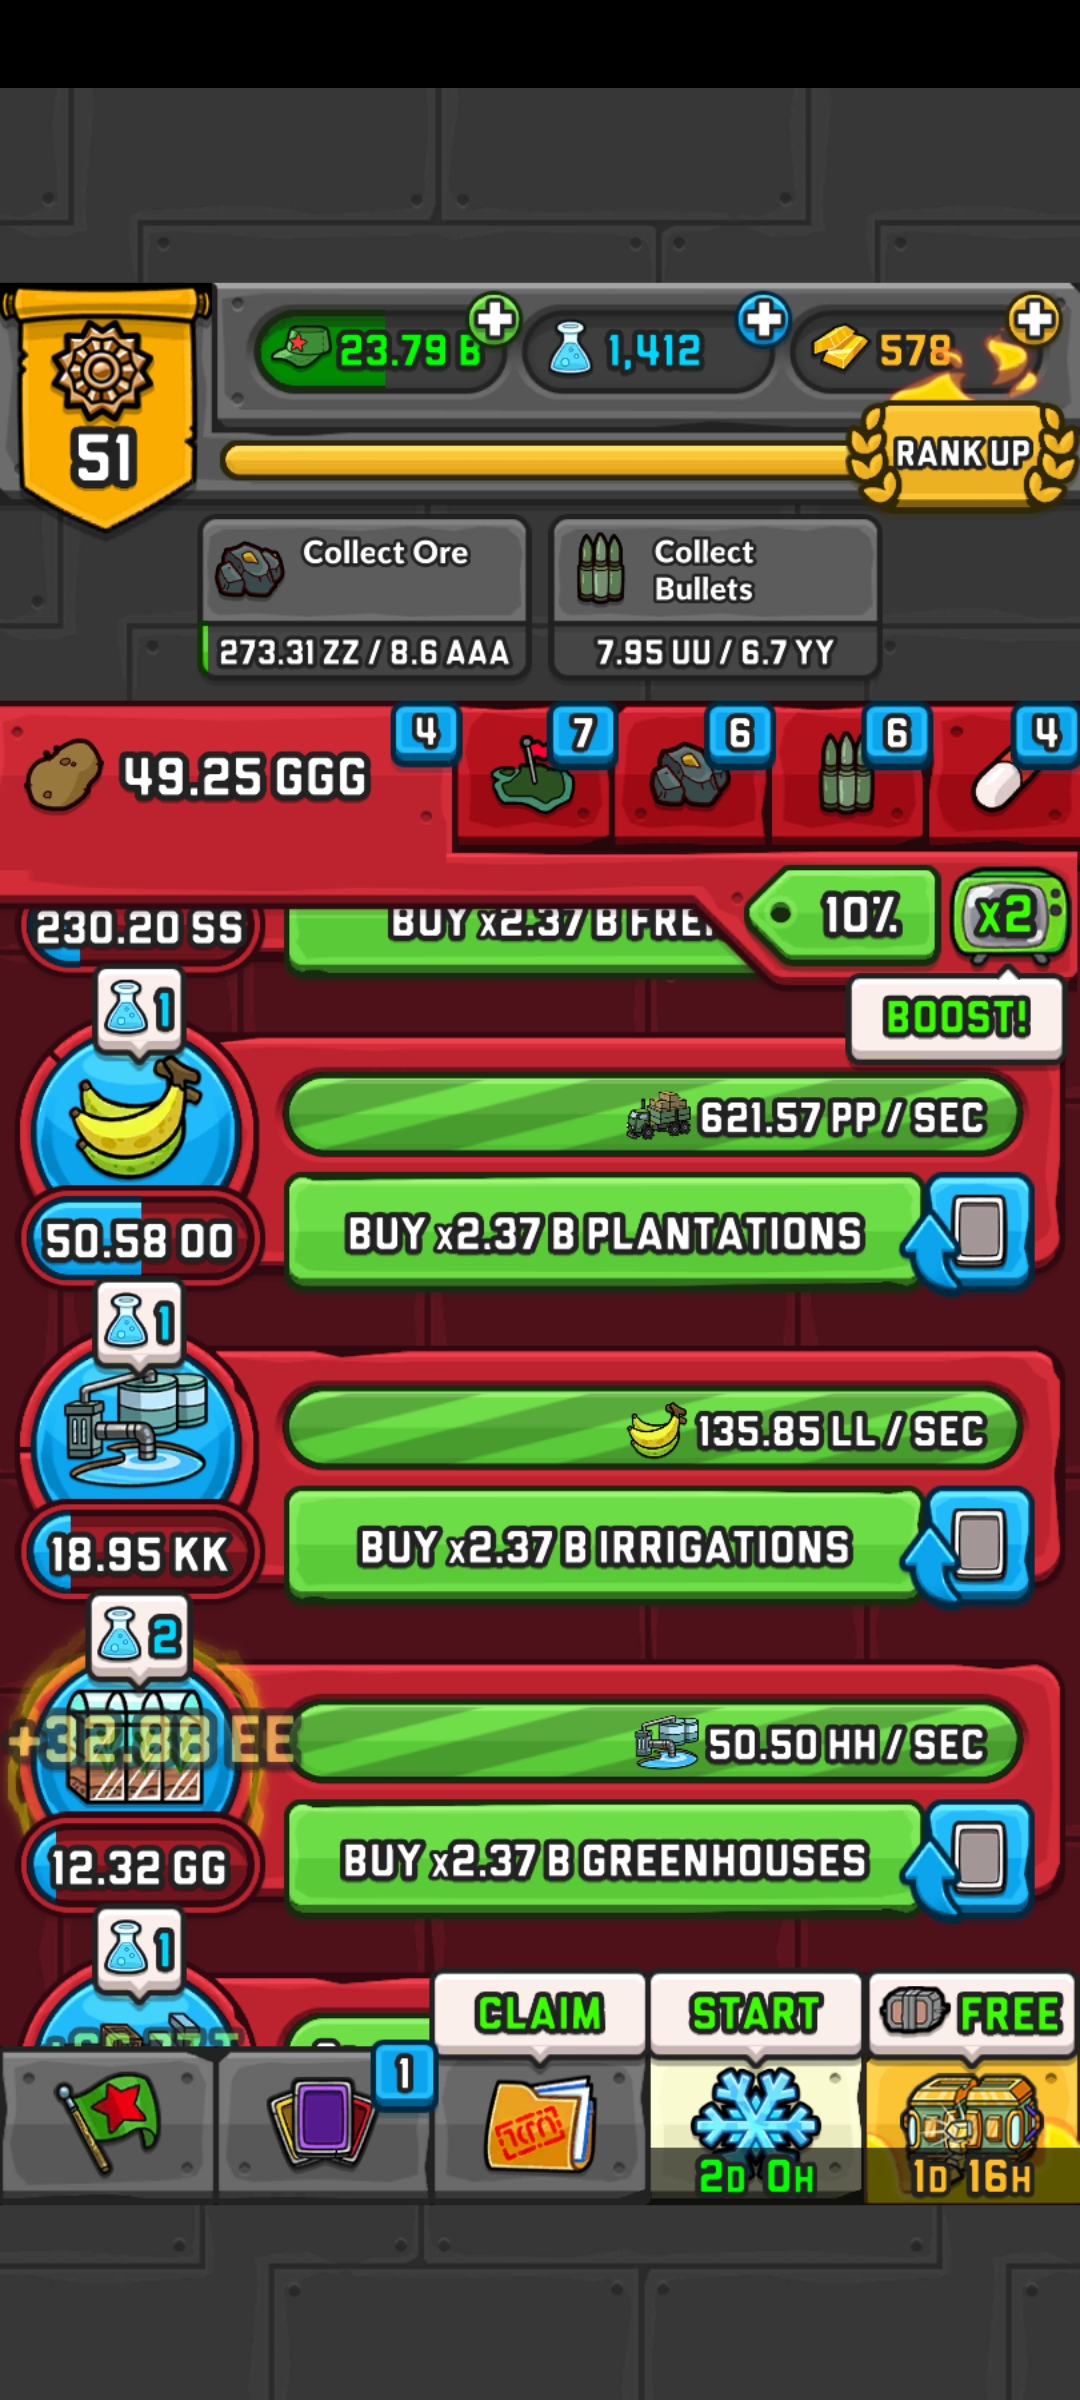 23.79 B
1,412
578
51
RANK UP
Collect Ore
273.31 ZZ / 8.6 AAA
Collect
Bullets
7.95 UU / 6.7 YY
49.25 GGG
4
7
6
6
4
10%
x2
BOOST!
230.20 SS
BUY x2.37 B
1
621.57 PP / SEC
50.58 OO
BUY x2.37 B PLANTATIONS
1
135.85 LL / SEC
18.95 KK
BUY x2.37 B IRRIGATIONS
2
+32.88 EE
50.50 HH / SEC
12.32 GG
BUY x2.37 B GREENHOUSES
1
CLAIM
START
FREE
1
2D 0H
1D 16H